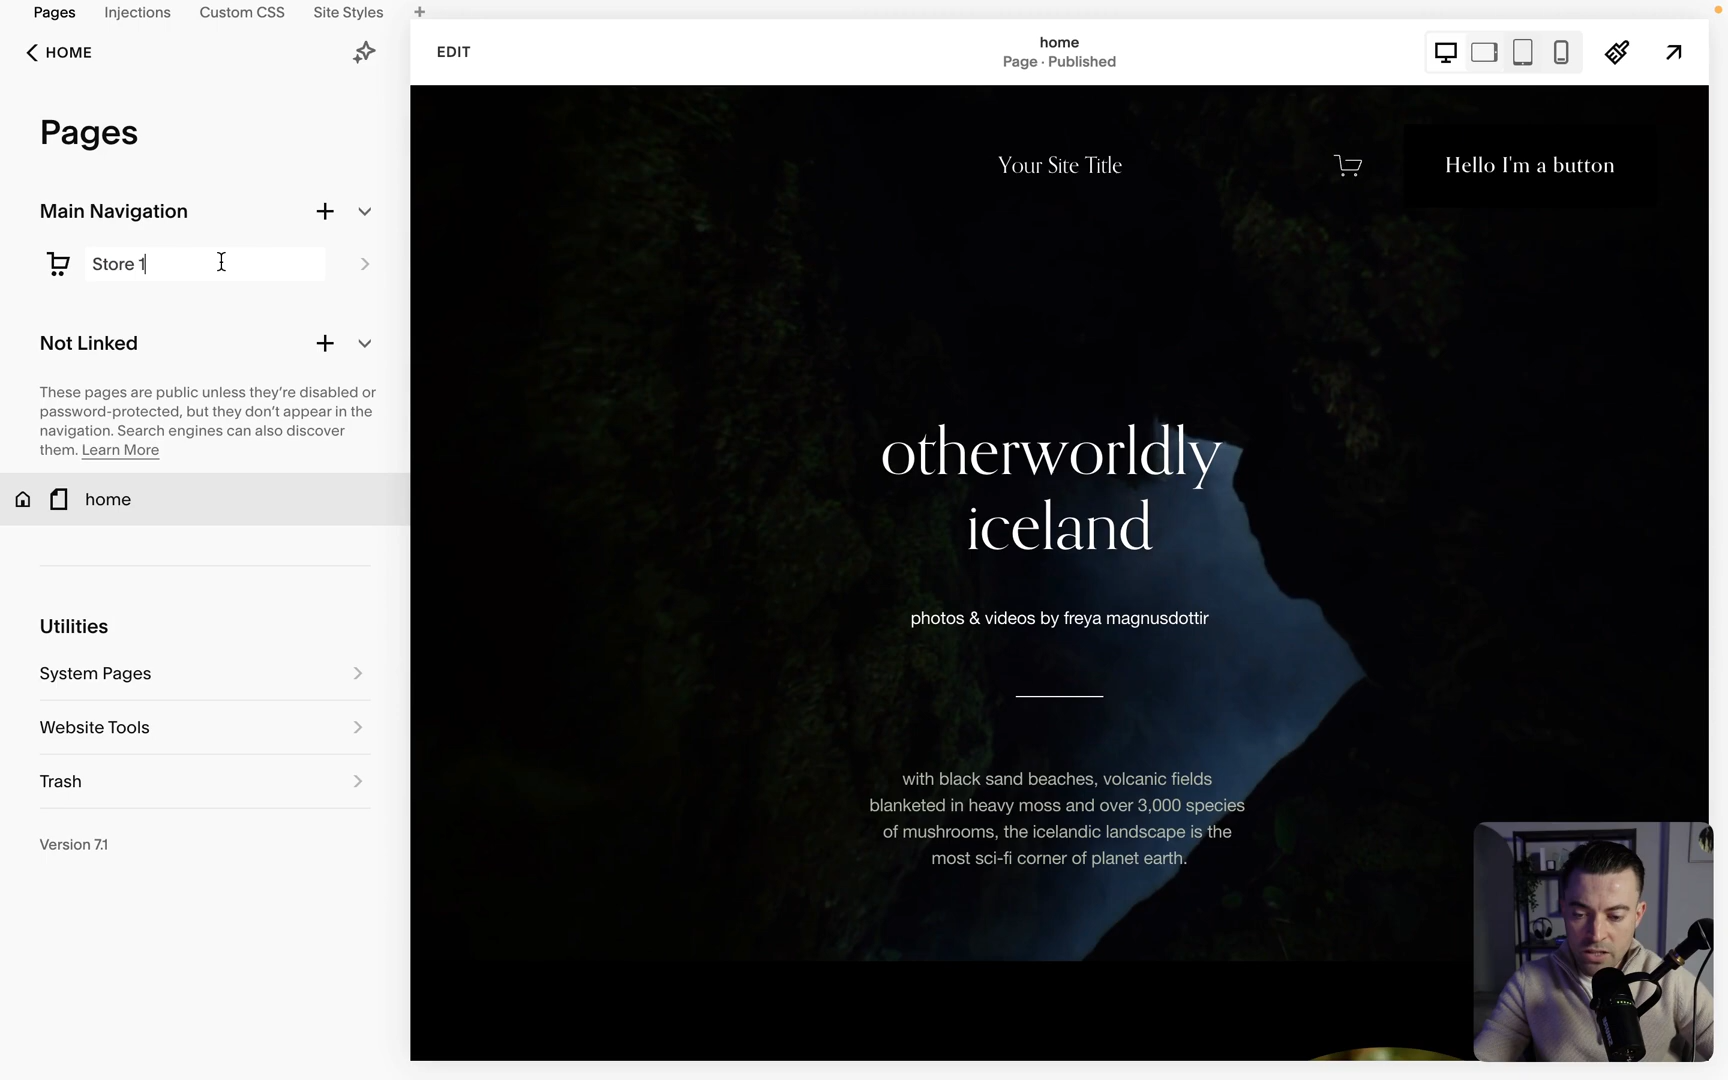 Pages
Injections
Custom CSS
Site Styles
HOME
EDIT
home
Page · Published
Pages
Main Navigation
Store 1
Not Linked
These pages are public unless they're disabled or
password-protected, but they don't appear in the
navigation. Search engines can also discover
them. Learn More
home
Utilities
System Pages
Website Tools
Trash
Version 7.1
Your Site Title
Hello I'm a button
otherworldly
iceland
photos & videos by freya magnusdottir
with black sand beaches, volcanic fields
blanketed in heavy moss and over 3,000 species
of mushrooms, the icelandic landscape is the
most sci-fi corner of planet earth.